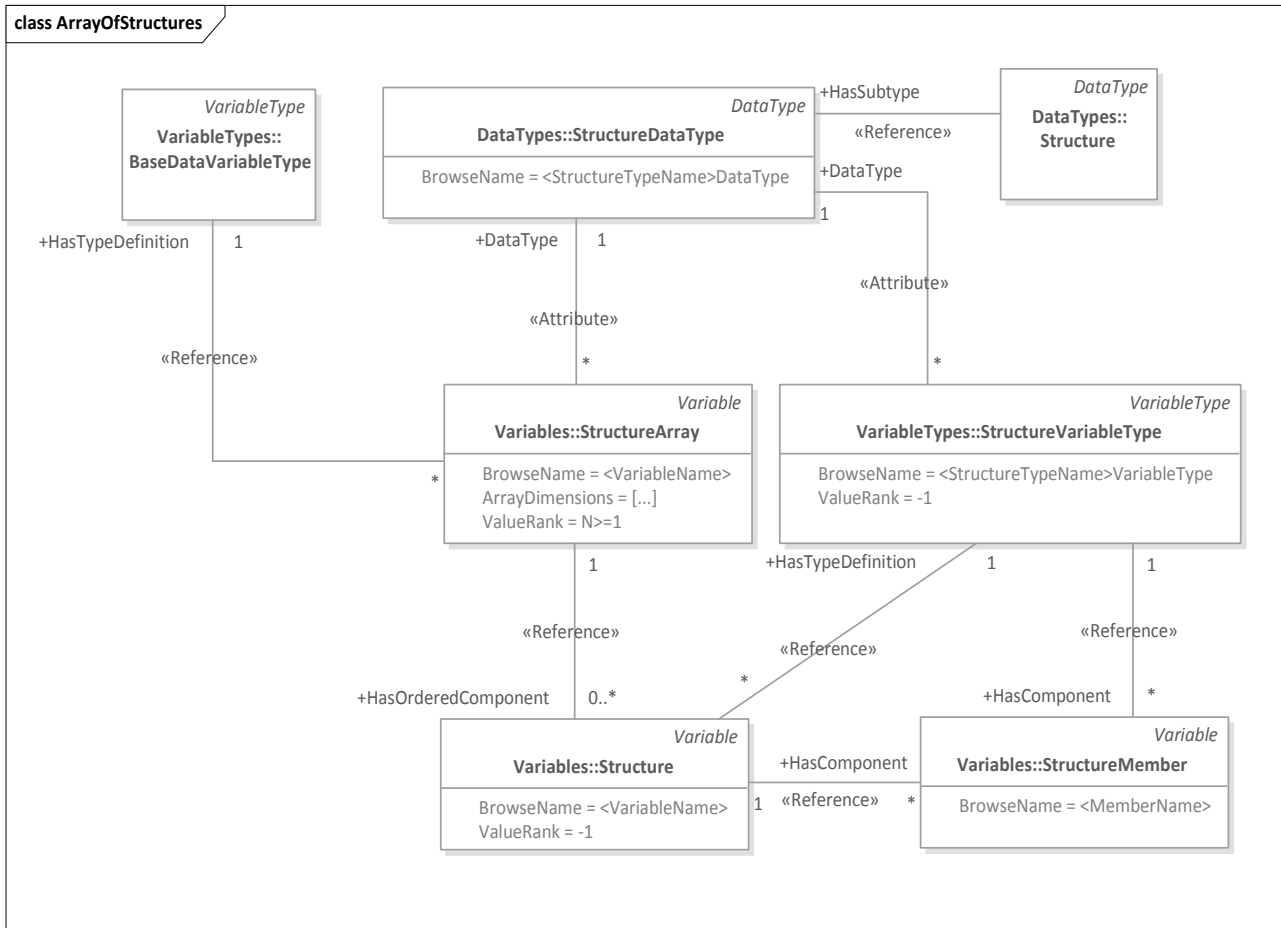 class ArrayOfStructures
VariableType
VariableTypes::
BaseDataVariableType
DataType
DataTypes::StructureDataType
BrowseName = <StructureTypeName>DataType
+HasSubtype
«Reference»
DataType
DataTypes::
Structure
+DataType
1
+HasTypeDefinition
1
+DataType
1
«Attribute»
«Attribute»
«Reference»
*
*
Variable
Variables::StructureArray
BrowseName = <VariableName>
ArrayDimensions = [...]
ValueRank = N>=1
*
VariableType
VariableTypes::StructureVariableType
BrowseName = <StructureTypeName>VariableType
ValueRank = -1
1
+HasTypeDefinition
1
1
«Reference»
«Reference»
«Reference»
*
+HasOrderedComponent
0..*
+HasComponent
*
Variable
Variables::Structure
BrowseName = <VariableName>
ValueRank = -1
+HasComponent
1
«Reference»
*
Variable
Variables::StructureMember
BrowseName = <MemberName>